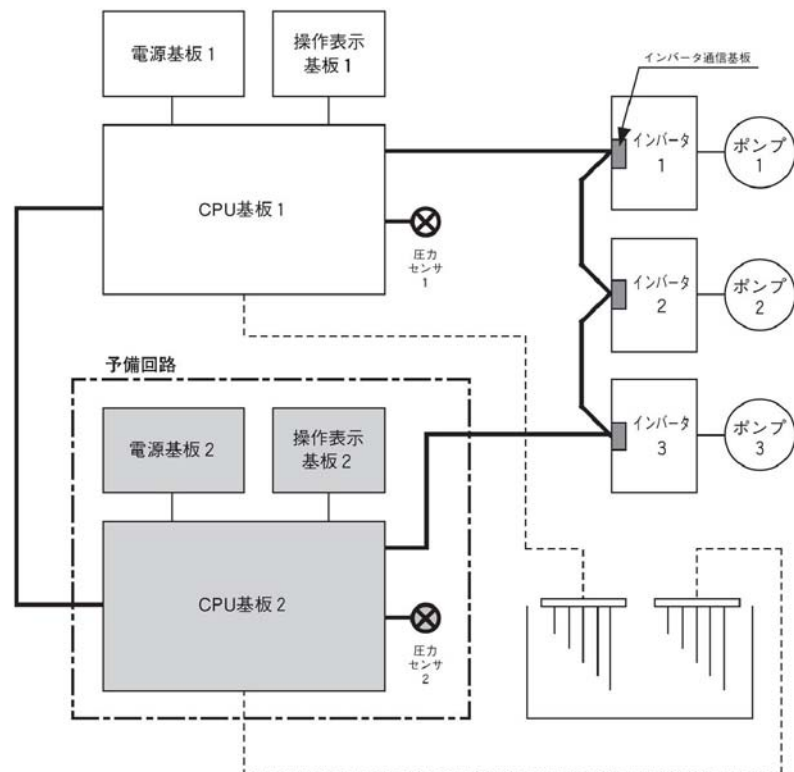 電源基板1
操作表示
基板1
インバータ通信基板
CPU基板1
インバータ
1
ポンプ
1
圧力
センサ
1
インバータ
2
ポンプ
2
予備回路
電源基板2
操作表示
基板2
インバータ
3
ポンプ
3
CPU基板2
圧力
センサ
2